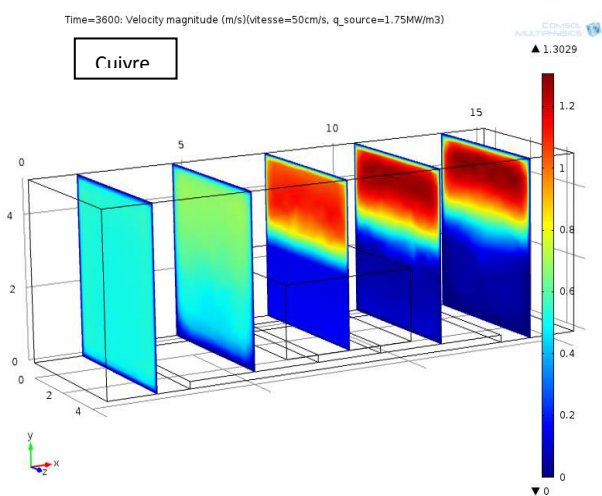 Time=3600: Velocity magnitude (m/s)(vitesse=50cm/s, q_source=1.75MW/m3)
COMSOL
MULTIPHYSICS
Cuivre
▲ 1.3029
1.2
1
0.8
0.6
0.4
0.2
0
▼ 0
0
5
10
15
4
2
0
0
2
4
y
x
z